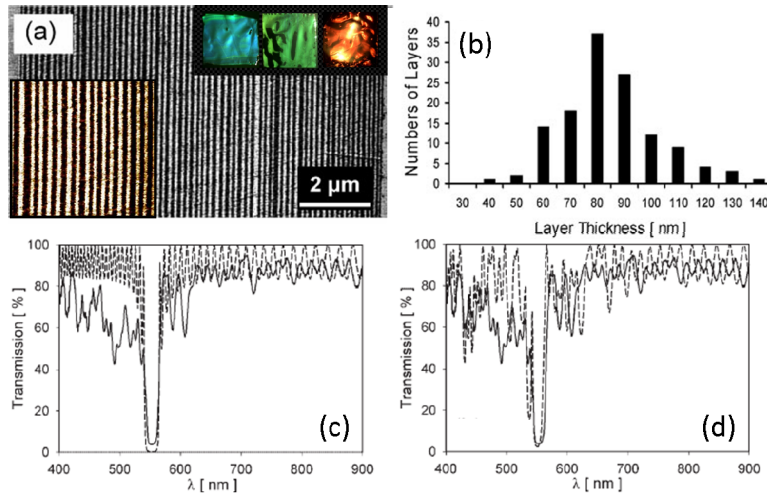 (a)
2 μm
(b)
Numbers of Layers
40
35
30
25
20
15
10
5
0
30 40 50 60 70 80 90 100 110 120 130 140
Layer Thickness [ nm ]
Transmission [ % ]
100
80
60
40
20
0
400 500 600 700 800 900
λ [ nm ]
(c)
Transmission [ % ]
100
80
60
40
20
0
400 500 600 700 800 900
λ [ nm ]
(d)